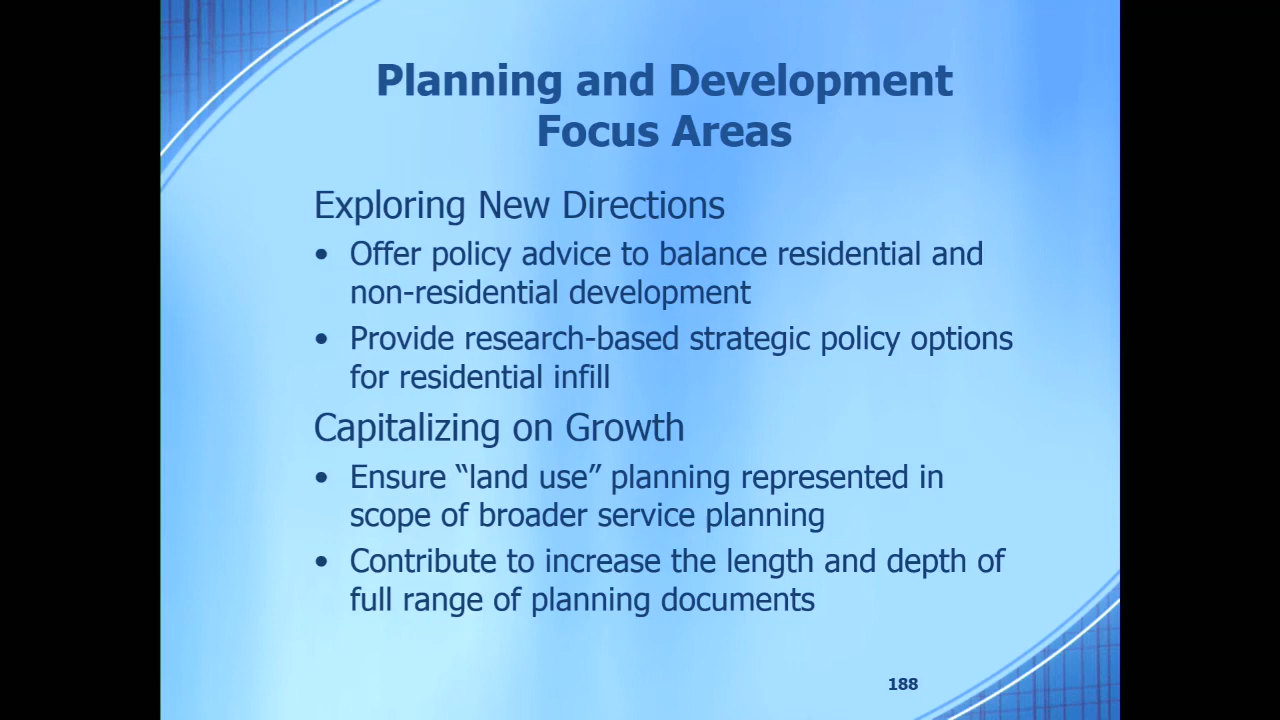 Planning and Development
Focus Areas
Exploring New Directions
• Offer policy advice to balance residential and
non-residential development
• Provide research-based strategic policy options
for residential infill
Capitalizing on Growth
• Ensure “land use” planning represented in
scope of broader service planning
• Contribute to increase the length and depth of
full range of planning documents
188